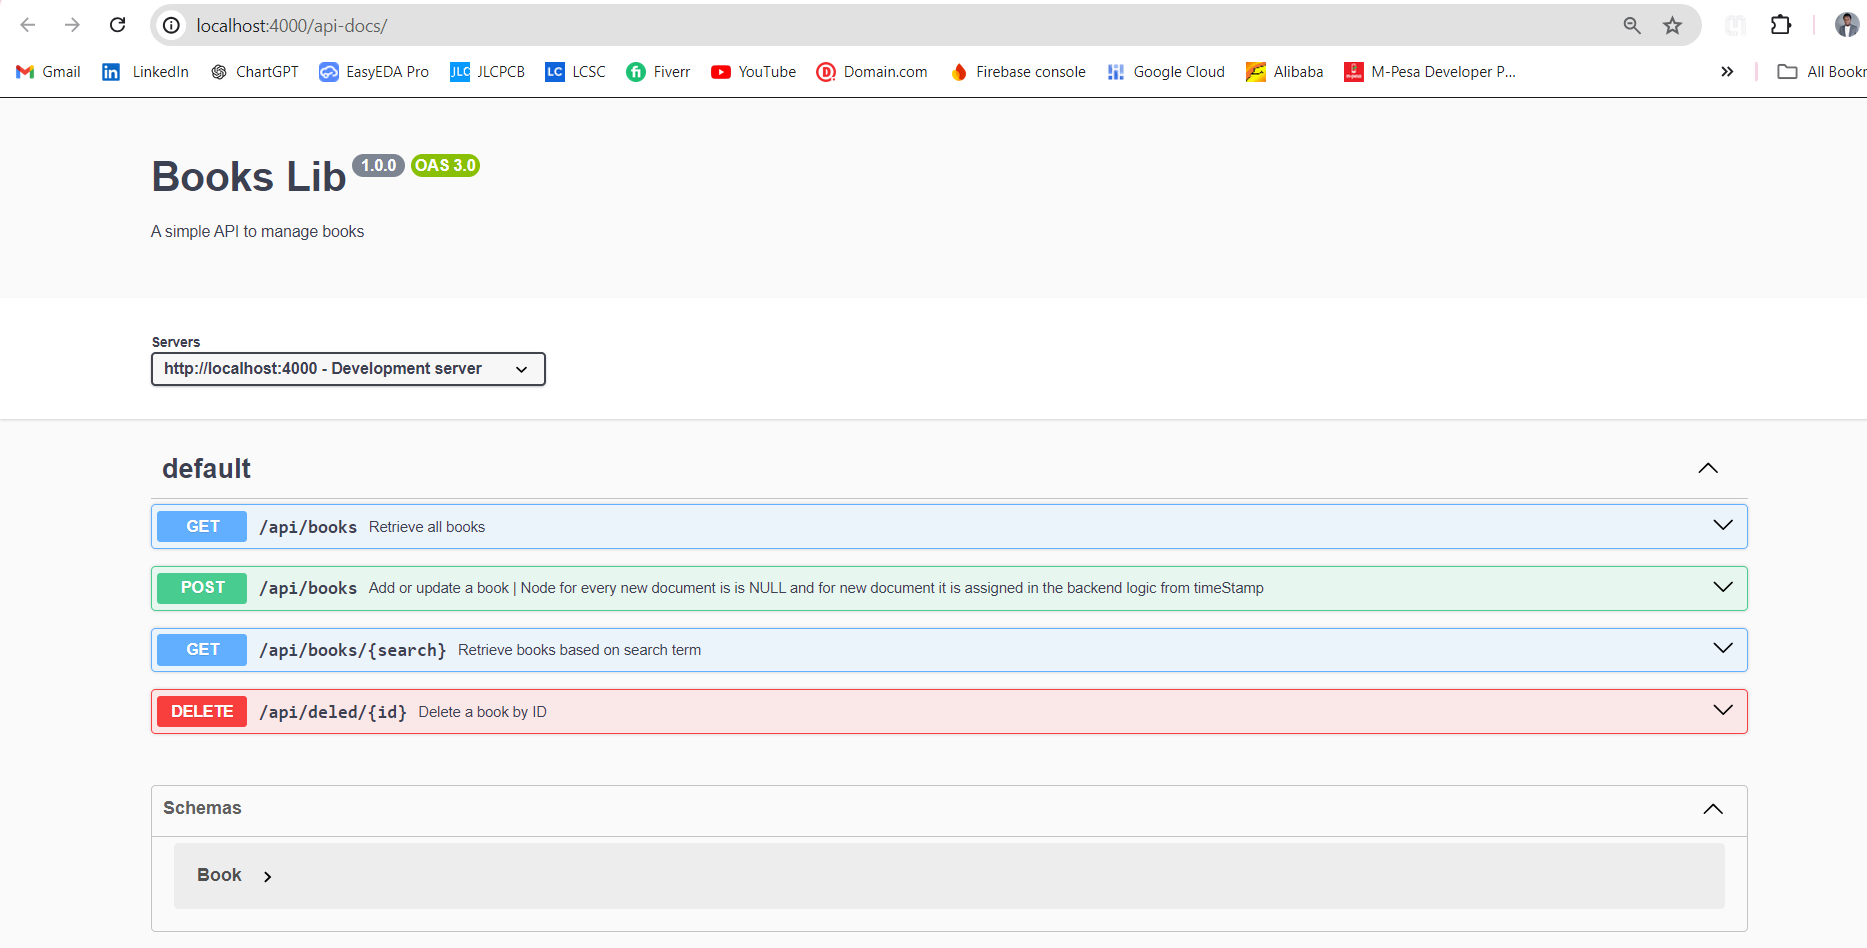 localhost:4000/api-docs/
Gmail LinkedIn ChartGPT EasyEDA Pro JLC JLCPCB LC LCSC fi Fiverr YouTube Domain.com Firebase console Google Cloud Alibaba M-Pesa Developer P... » All Bookr
Books Lib 1.0.0 OAS 3.0
A simple API to manage books
Servers
http://localhost:4000 - Development server
default
GET /api/books Retrieve all books
POST /api/books Add or update a book | Node for every new document is is NULL and for new document it is assigned in the backend logic from timeStamp
GET /api/books/{search} Retrieve books based on search term
DELETE /api/deled/{id} Delete a book by ID
Schemas
Book